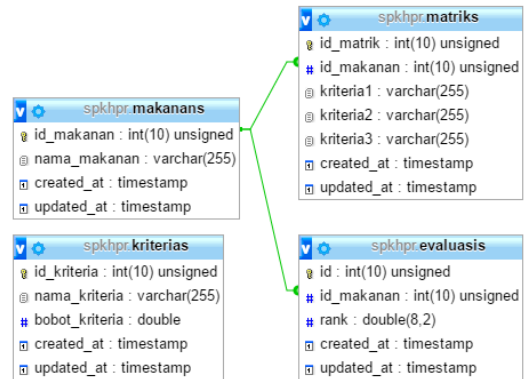 spkhpr.matriks
id_matrik : int(10) unsigned
id_makanan : int(10) unsigned
kriteria1 : varchar(255)
kriteria2 : varchar(255)
kriteria3 : varchar(255)
created_at : timestamp
updated_at : timestamp
spkhpr.makanans
id_makanan : int(10) unsigned
nama_makanan : varchar(255)
created_at : timestamp
updated_at : timestamp
spkhpr.kriterias
id_kriteria : int(10) unsigned
nama_kriteria : varchar(255)
bobot_kriteria : double
created_at : timestamp
updated_at : timestamp
spkhpr.evaluasis
id : int(10) unsigned
id_makanan : int(10) unsigned
rank : double(8,2)
created_at : timestamp
updated_at : timestamp